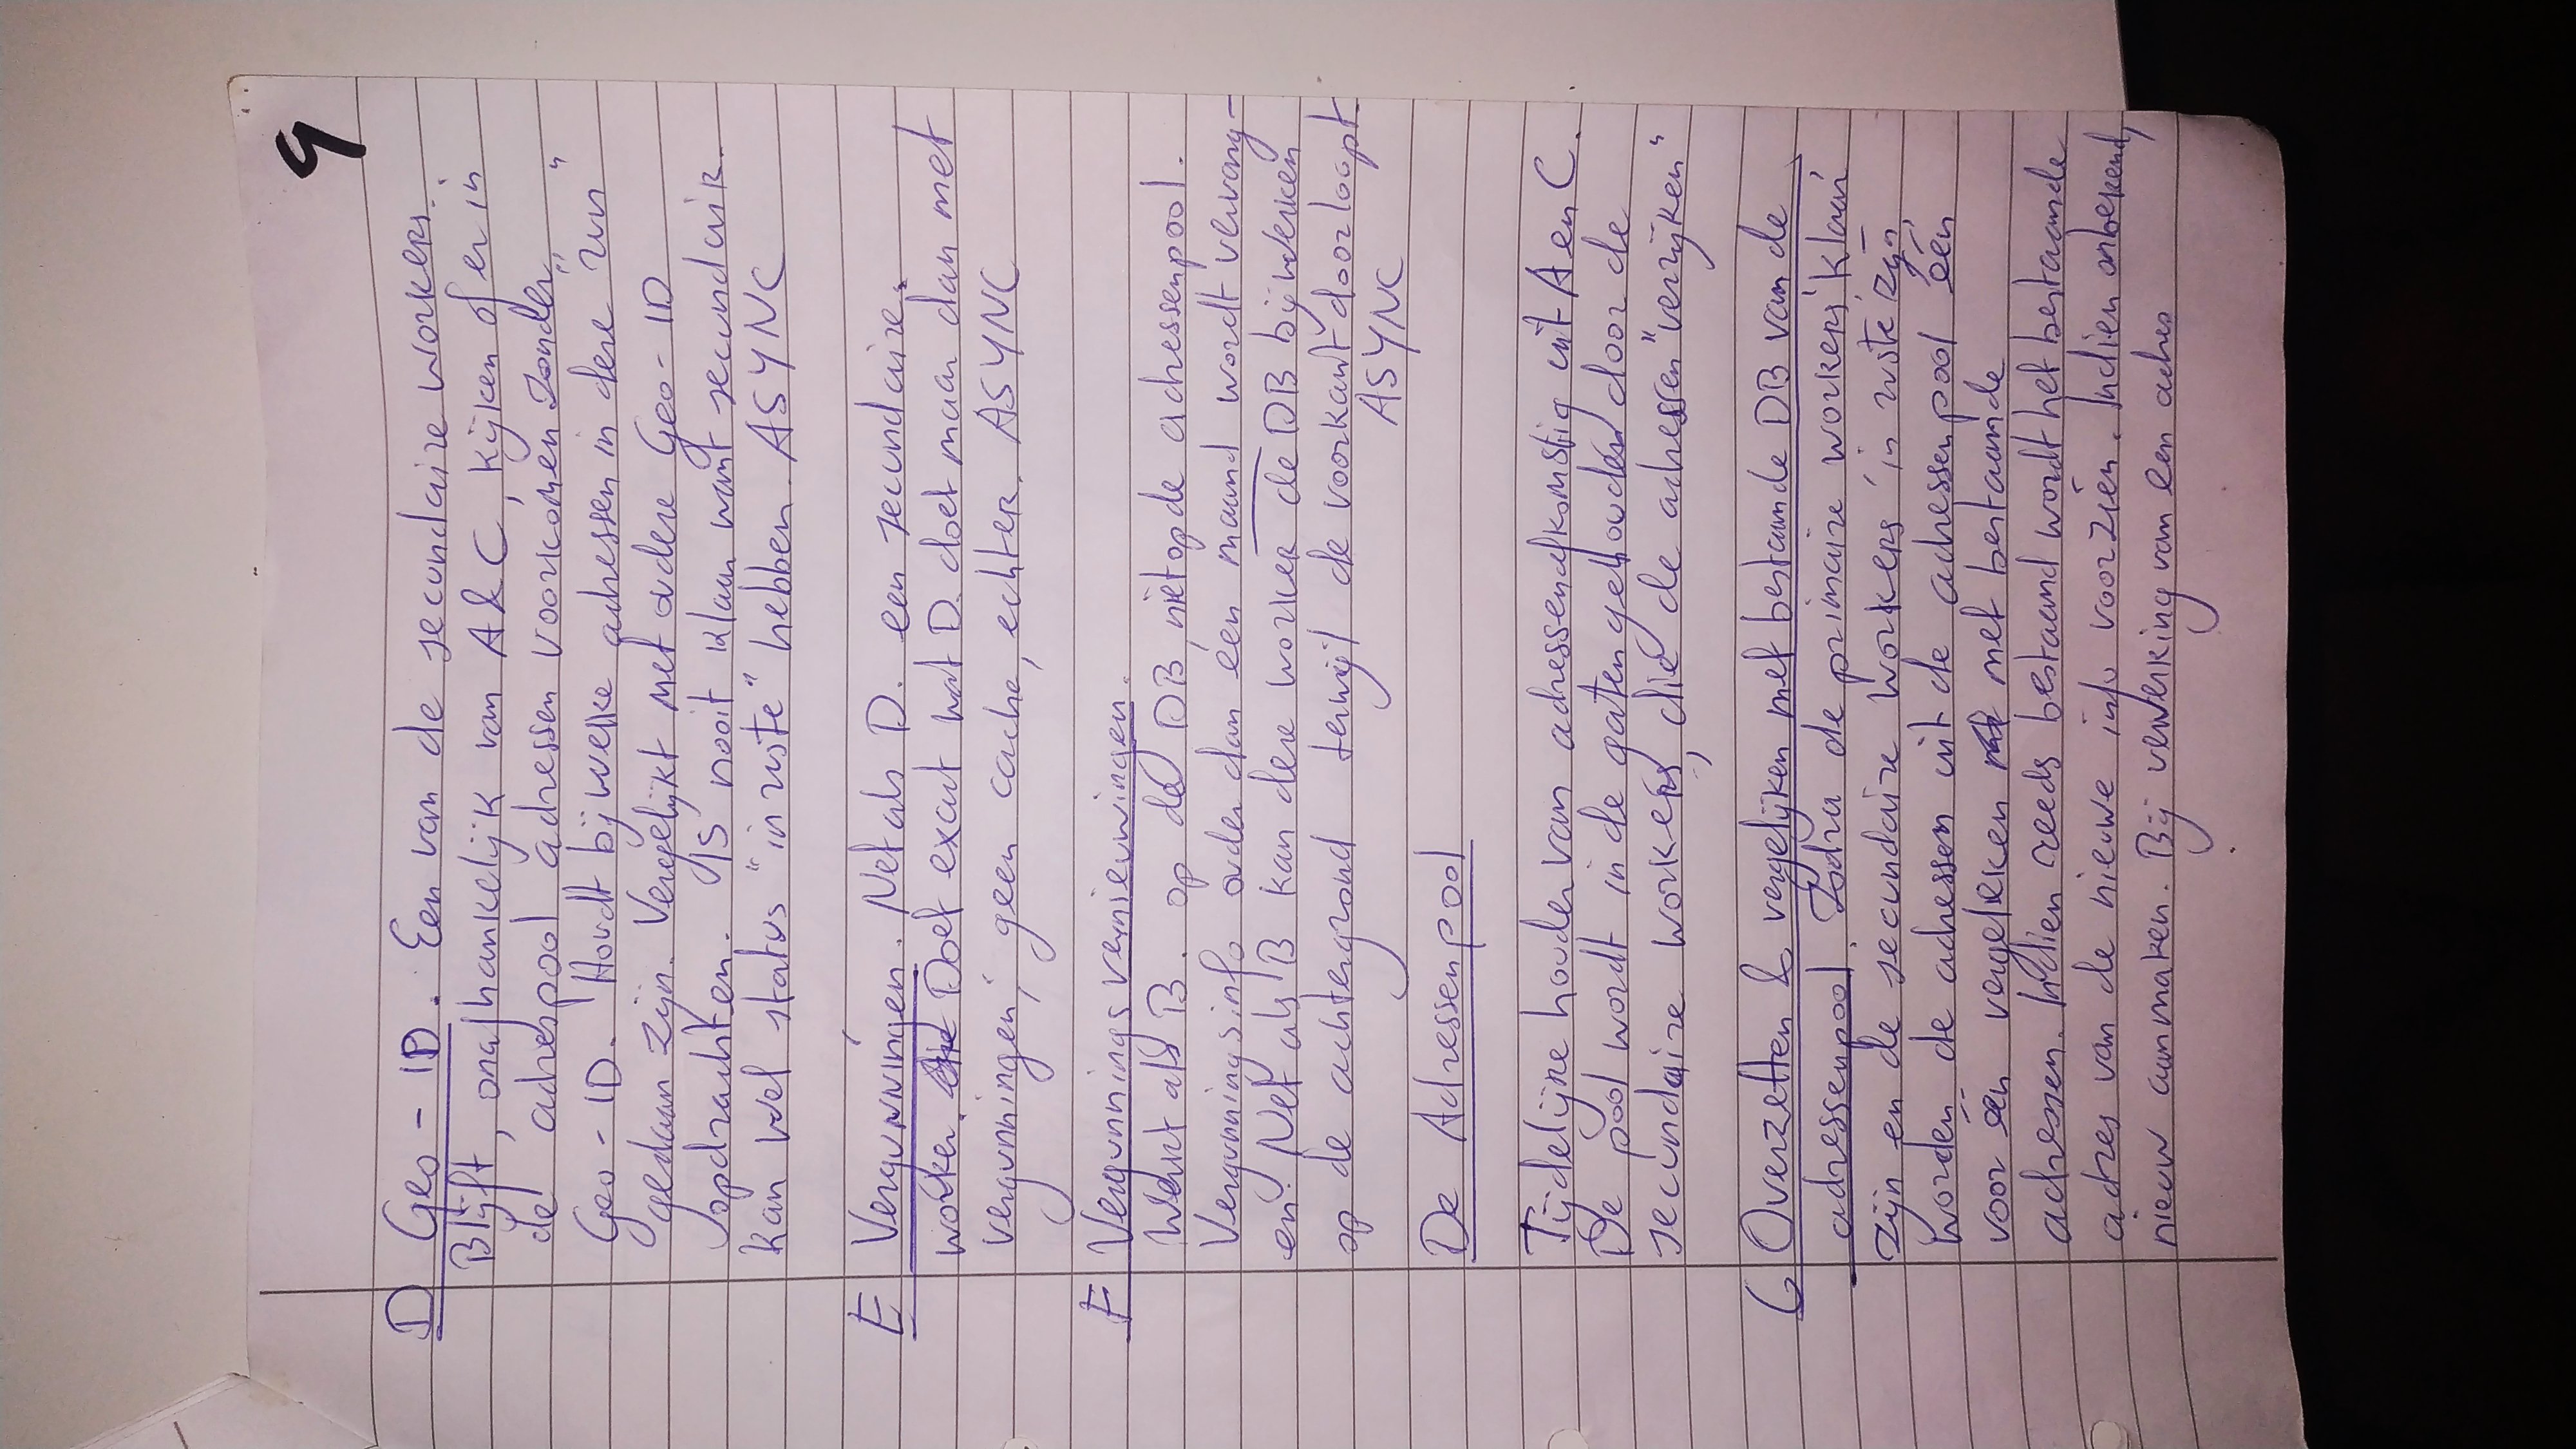 9
D Geo - ID. Een van de secundaire workers.
Blijft, onafhankelijk van A & C, kijken of er in
de adrespool adressen voorkomen zonder
Geo - ID. Houdt bij welke adressen in deze "run"
gedaan zijn. Vergelijkt met oudere Geo - ID
opdrachten. IS nooit klaar want secundair.
Kan wel status "in ruste" hebben. ASYNC
E Vergunningen. Net als D. een secundaire
worker. Doet exact wat D. doet maar dan met
vergunningen; geen cache, echter. ASYNC
F Vergunningsvernieuwingen.
Werkt als B. op de DB, niet op de adressenpool.
Vergunningsinfo ouder dan één maand wordt vervang-
en. Net als B kan deze worker de DB bijwerken
op de achtergrond terwijl de voorkant doorloopt.
ASYNC
De Adressenpool
Tijdelijke houder van adressen afkomstig uit A en C.
De pool wordt in de gaten gehouden door de
secundaire workers, die de adressen "verrijken"
G Overzetten & vergelijken met bestaande DB van de
adressenpool. Zodra de primaire workers 'klaar'
zijn en de secundaire workers 'in ruste' zijn,
worden de adressen uit de adressenpool één
voor één vergeleken met bestaande
adressen. Indien reeds bestaand wordt het bestaande
adres van de nieuwe info voorzien. Indien onbekend,
nieuw aanmaken. Bij verwerking van een adres